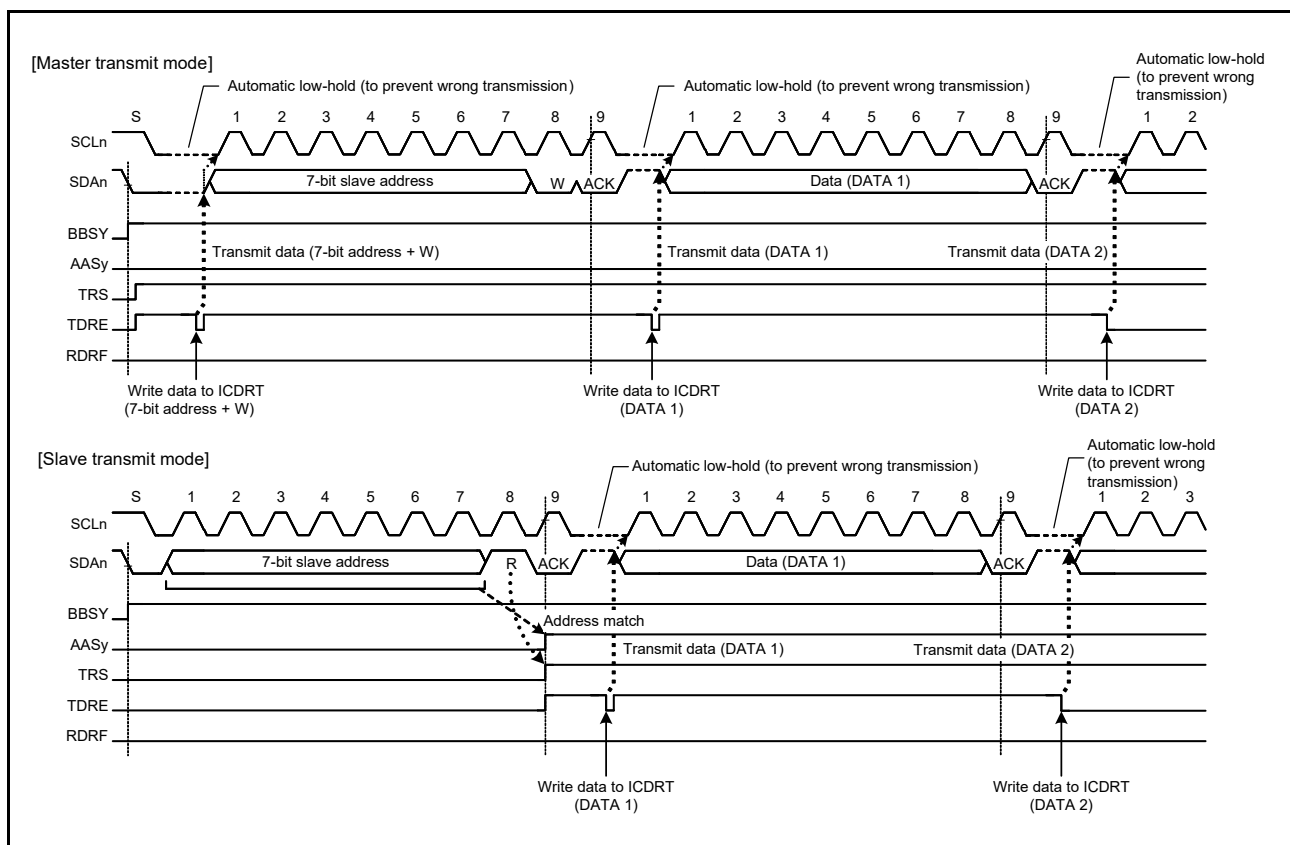 [Master transmit mode]
Automatic low-hold (to prevent wrong transmission)
Automatic low-hold (to prevent wrong transmission)
Automatic low-hold
(to prevent wrong
transmission)
S 1 2 3 4 5 6 7 8 9 1 2 3 4 5 6 7 8 9 1 2
SCLn
SDAn 7-bit slave address W ACK Data (DATA 1) ACK
BBSY
Transmit data (7-bit address + W) Transmit data (DATA 1) Transmit data (DATA 2)
AASy
TRS
TDRE
RDRF
Write data to ICDRT
(7-bit address + W)
Write data to ICDRT
(DATA 1)
Write data to ICDRT
(DATA 2)
[Slave transmit mode]
Automatic low-hold (to prevent wrong transmission)
Automatic low-hold
(to prevent wrong
transmission)
S 1 2 3 4 5 6 7 8 9 1 2 3 4 5 6 7 8 9 1 2 3
SCLn
SDAn 7-bit slave address R ACK Data (DATA 1) ACK
BBSY
Address match
AASy
Transmit data (DATA 1) Transmit data (DATA 2)
TRS
TDRE
RDRF
Write data to ICDRT
(DATA 1)
Write data to ICDRT
(DATA 2)